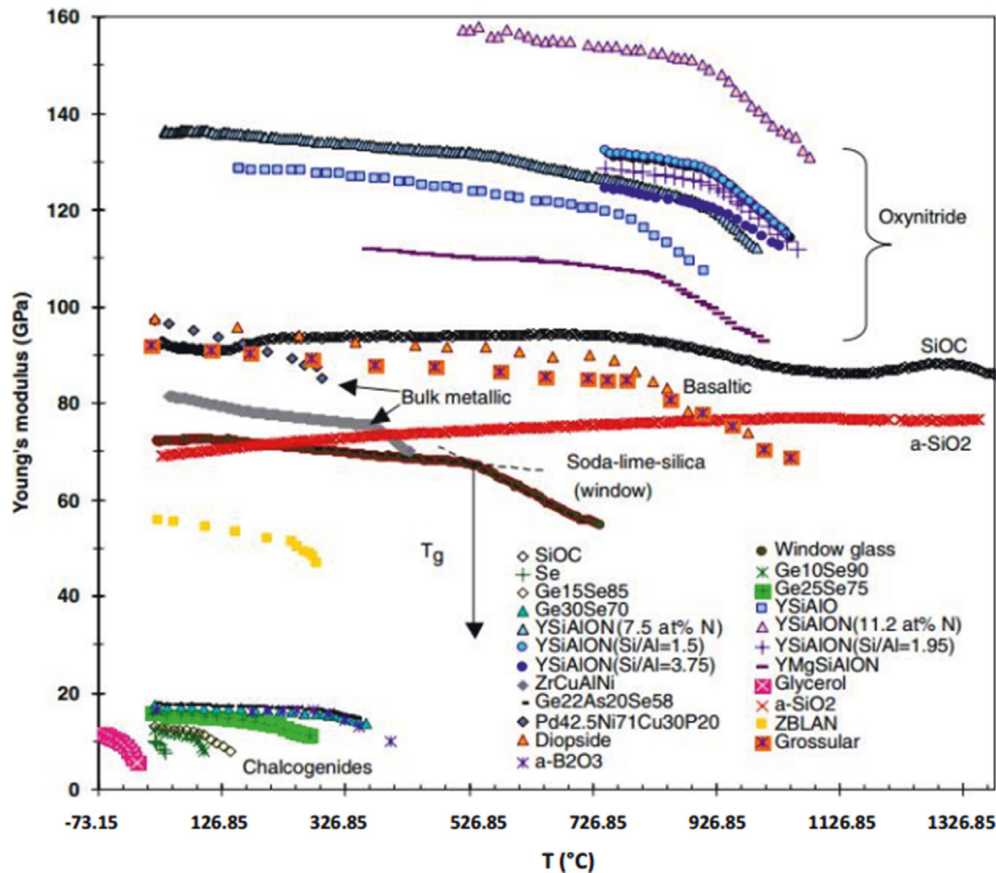 160
140
120
100
80
60
40
20
0
Young's modulus (GPa)
Oxynitride
SiOC
Basaltic
Bulk metallic
a-SiO2
Soda-lime-silica
(window)
Tg
SiOC
Se
Ge15Se85
Ge30Se70
YSiAlON(7.5 at% N)
YSiAlON(Si/Al=1.5)
YSiAlON(Si/Al=3.75)
ZrCuAlNi
Ge22As20Se58
Pd42.5Ni71Cu30P20
Diopside
a-B2O3
Window glass
Ge10Se90
Ge25Se75
YSiAlO
YSiAlON(11.2 at% N)
YSiAlON(Si/Al=1.95)
YMgSiAlON
Glycerol
a-SiO2
ZBLAN
Grossular
Chalcogenides
-73.15 126.85 326.85 526.85 726.85 926.85 1126.85 1326.85
T (°C)